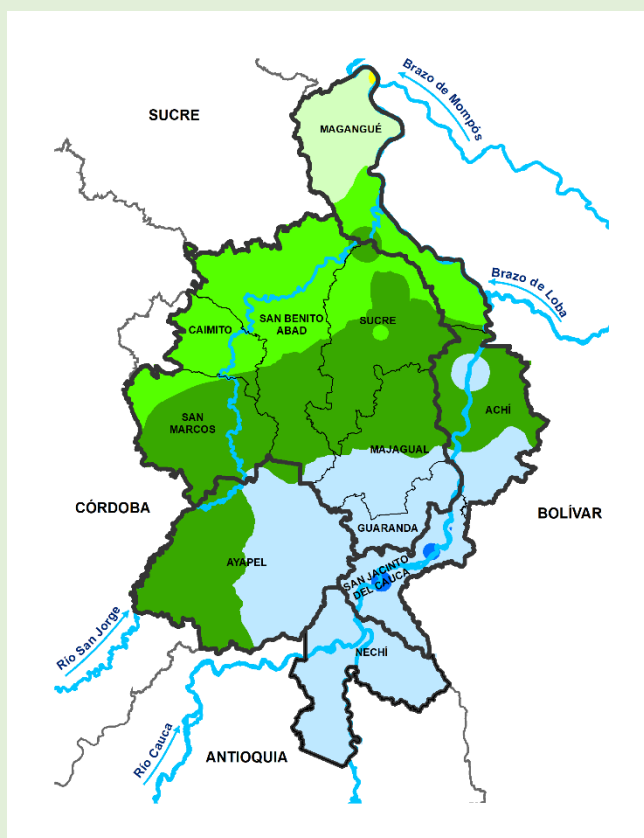 Brazo de Mompós
SUCRE
MAGANGUÉ
Brazo de Loba
CAIMITO
SAN BENITO
ABAD
SUCRE
SAN
MARCOS
ACHÍ
MAJAGUAL
CÓRDOBA
BOLÍVAR
GUARANDA
AYAPEL
SAN JACINTO
DEL CAUCA
Río San Jorge
NECHÍ
Río Cauca
ANTIOQUIA